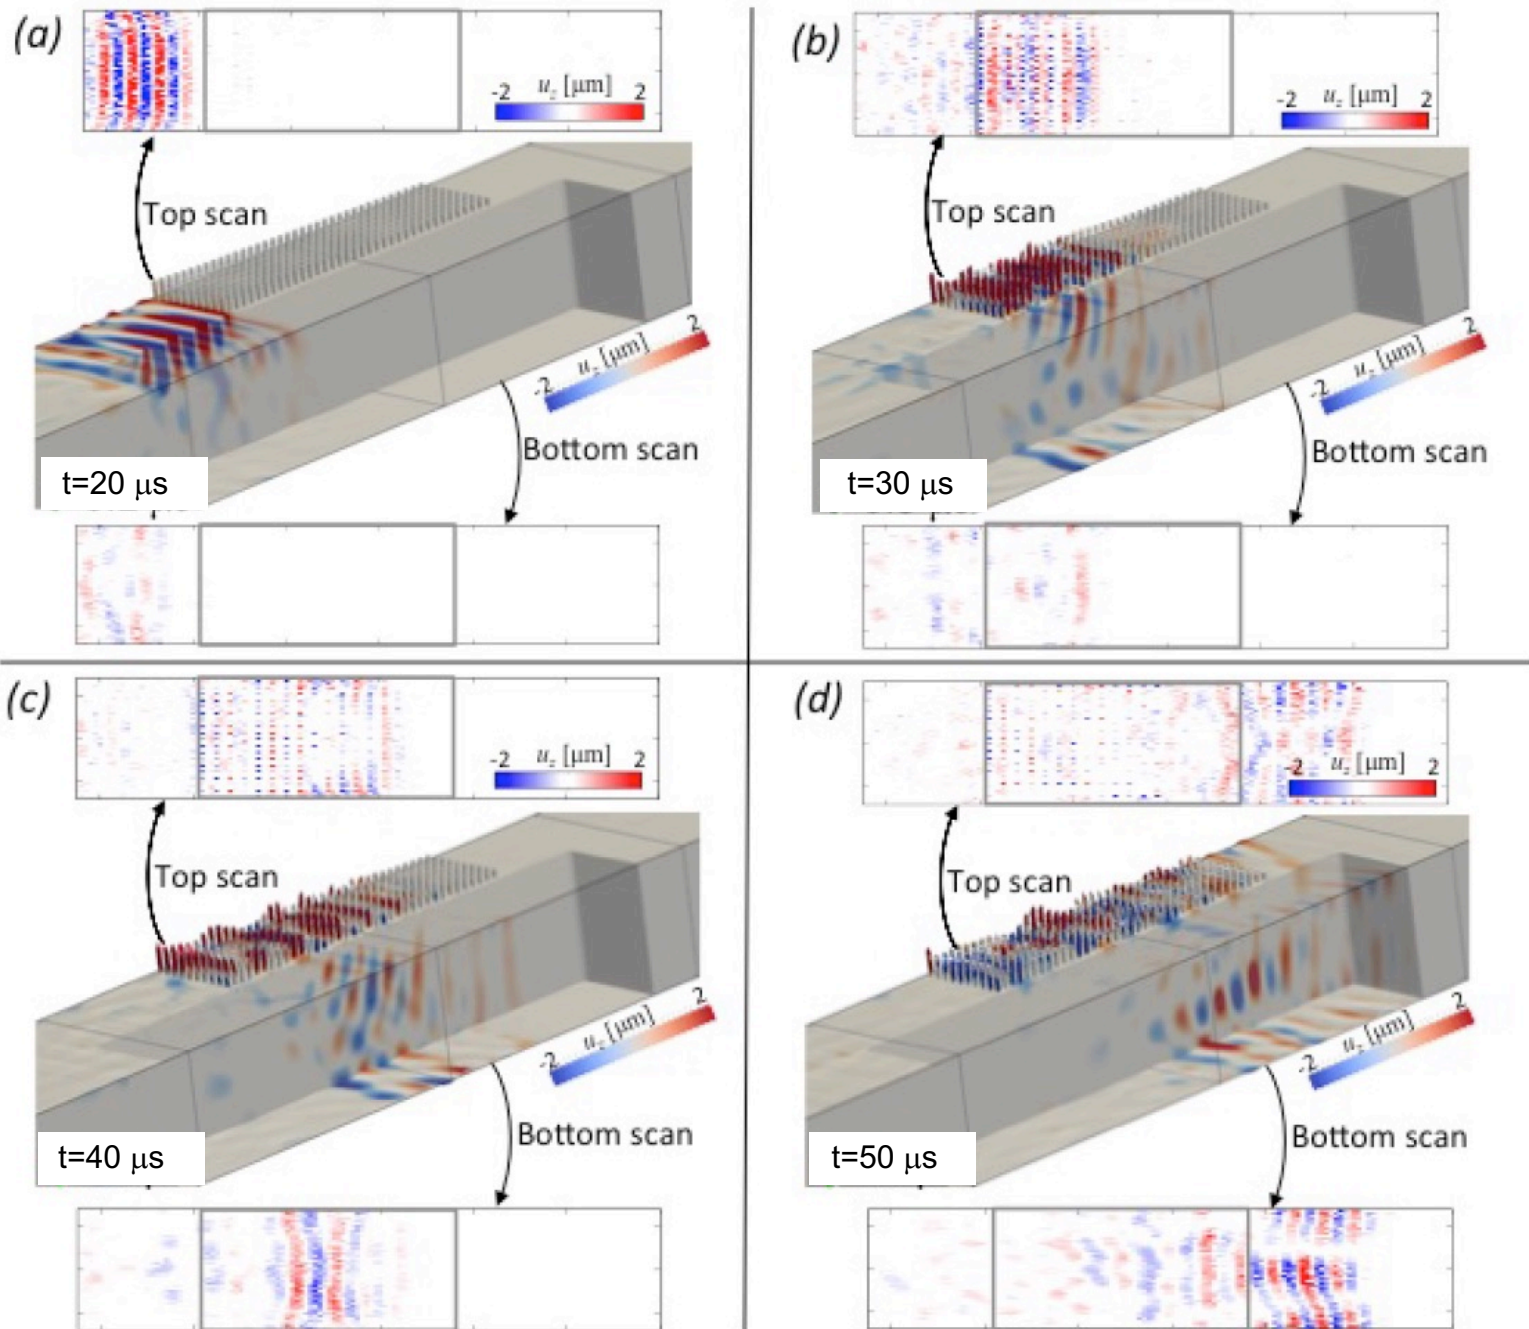 (a)
-2 u_z [μm] 2
Top scan
-2 u_z [μm] 2
Bottom scan
t=20 μs
(b)
-2 u_z [μm] 2
Top scan
-2 u_z [μm] 2
Bottom scan
t=30 μs
(c)
-2 u_z [μm] 2
Top scan
-2 u_z [μm] 2
Bottom scan
t=40 μs
(d)
-2 u_z [μm] 2
Top scan
-2 u_z [μm] 2
Bottom scan
t=50 μs